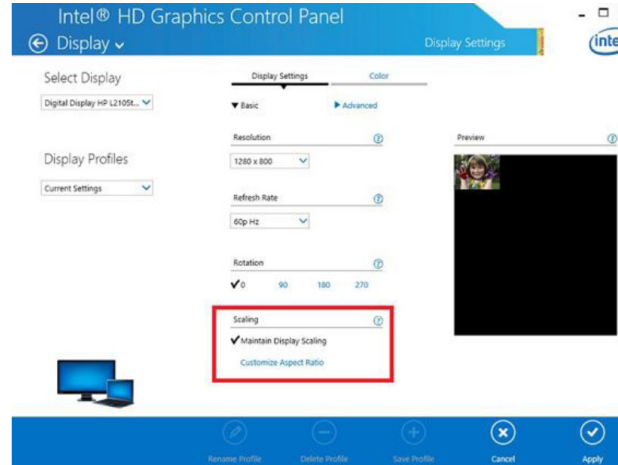 Intel® HD Graphics Control Panel
Display
Display Settings
Select Display
Digital Display HP L2105t...
Display Profiles
Current Settings
Display Settings
Color
Basic
Advanced
Resolution
1280 x 800
Refresh Rate
60p Hz
Rotation
0 90 180 270
Scaling
Maintain Display Scaling
Customize Aspect Ratio
Preview
Rename Profile
Delete Profile
Save Profile
Cancel
Apply